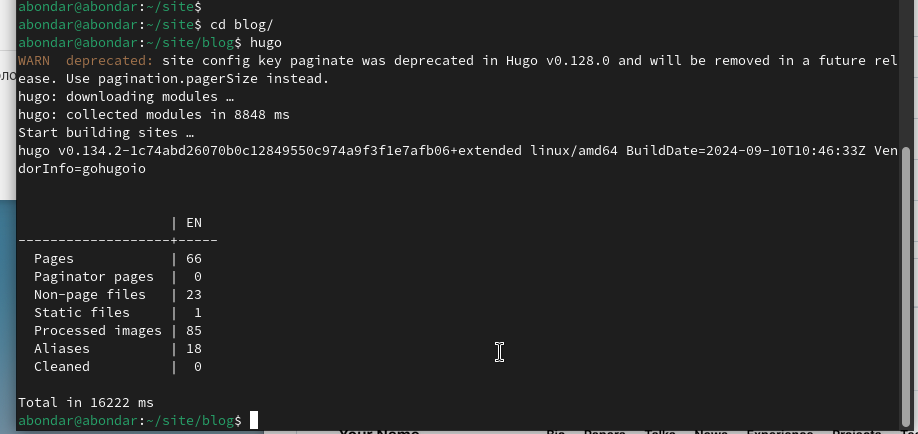 abondar@abondar:~/site$
abondar@abondar:~/site$ cd blog/
abondar@abondar:~/site/blog$ hugo
WARN  deprecated: site config key paginate was deprecated in Hugo v0.128.0 and will be removed in a future rel
ease. Use pagination.pagerSize instead.
hugo: downloading modules …
hugo: collected modules in 8848 ms
Start building sites …
hugo v0.134.2-1c74abd26070b0c12849550c974a9f3f1e7afb06+extended linux/amd64 BuildDate=2024-09-10T10:46:33Z Ven
dorInfo=gohugoio
                   | EN
-------------------+-----
  Pages            | 66
  Paginator pages  |  0
  Non-page files   | 23
  Static files     |  1
  Processed images | 85
  Aliases          | 18
  Cleaned          |  0
Total in 16222 ms
abondar@abondar:~/site/blog$